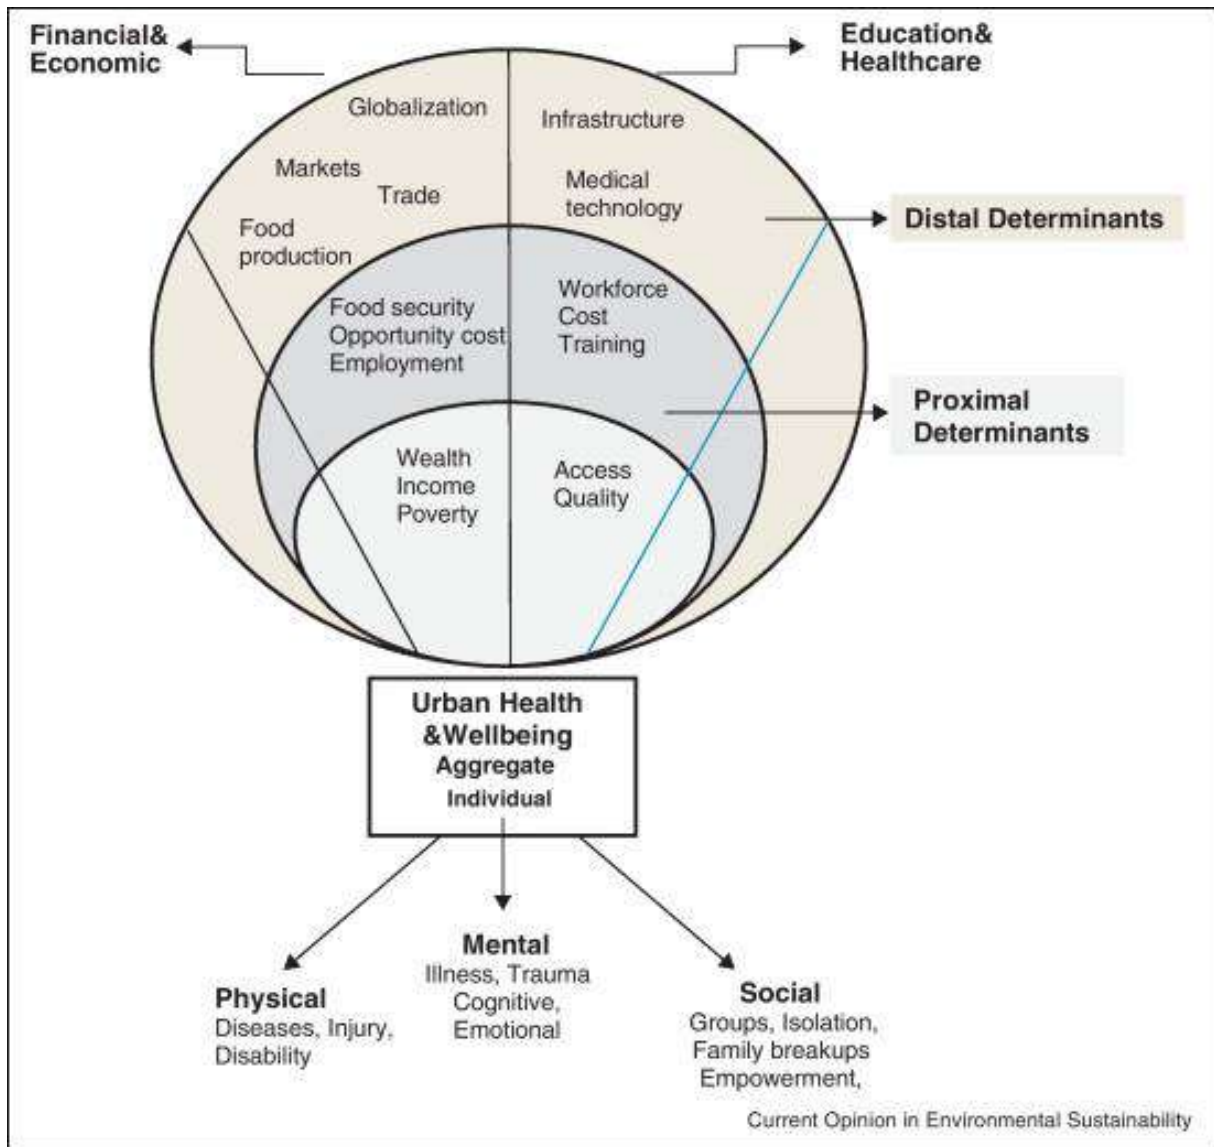 Financial&
Economic
Education&
Healthcare
Globalization
Infrastructure
Markets
Trade
Medical
technology
Food
production
Distal Determinants
Food security
Opportunity cost
Employment
Workforce
Cost
Training
Proximal
Determinants
Wealth
Income
Poverty
Access
Quality
Urban Health
&Wellbeing
Aggregate
Individual
Physical
Diseases, Injury,
Disability
Mental
Illness, Trauma
Cognitive,
Emotional
Social
Groups, Isolation,
Family breakups
Empowerment,
Current Opinion in Environmental Sustainability